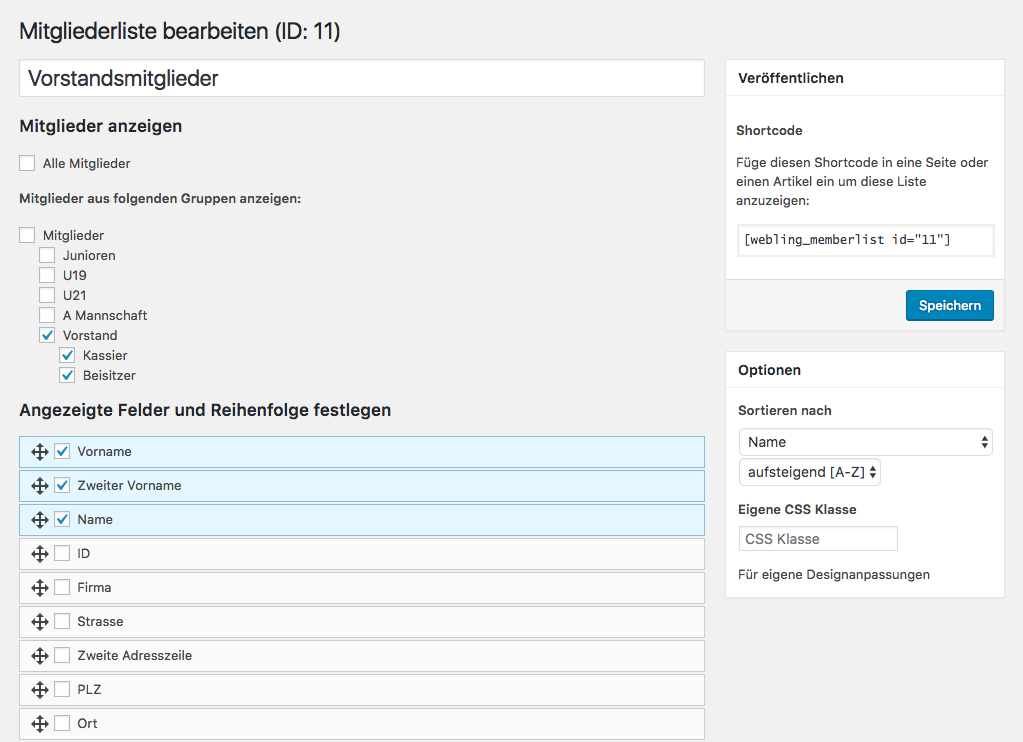 Mitgliederliste bearbeiten (ID: 11)
Vorstandsmitglieder
Mitglieder anzeigen
Alle Mitglieder
Mitglieder aus folgenden Gruppen anzeigen:
Mitglieder
Junioren
U19
U21
A Mannschaft
Vorstand
Kassier
Beisitzer
Angezeigte Felder und Reihenfolge festlegen
Vorname
Zweiter Vorname
Name
ID
Firma
Strasse
Zweite Adresszeile
PLZ
Ort
Veröffentlichen
Shortcode
Füge diesen Shortcode in eine Seite oder
einen Artikel ein um diese Liste
anzuzeigen:
[webling_memberlist id="11"]
Speichern
Optionen
Sortieren nach
Name
aufsteigend [A-Z]
Eigene CSS Klasse
CSS Klasse
Für eigene Designanpassungen